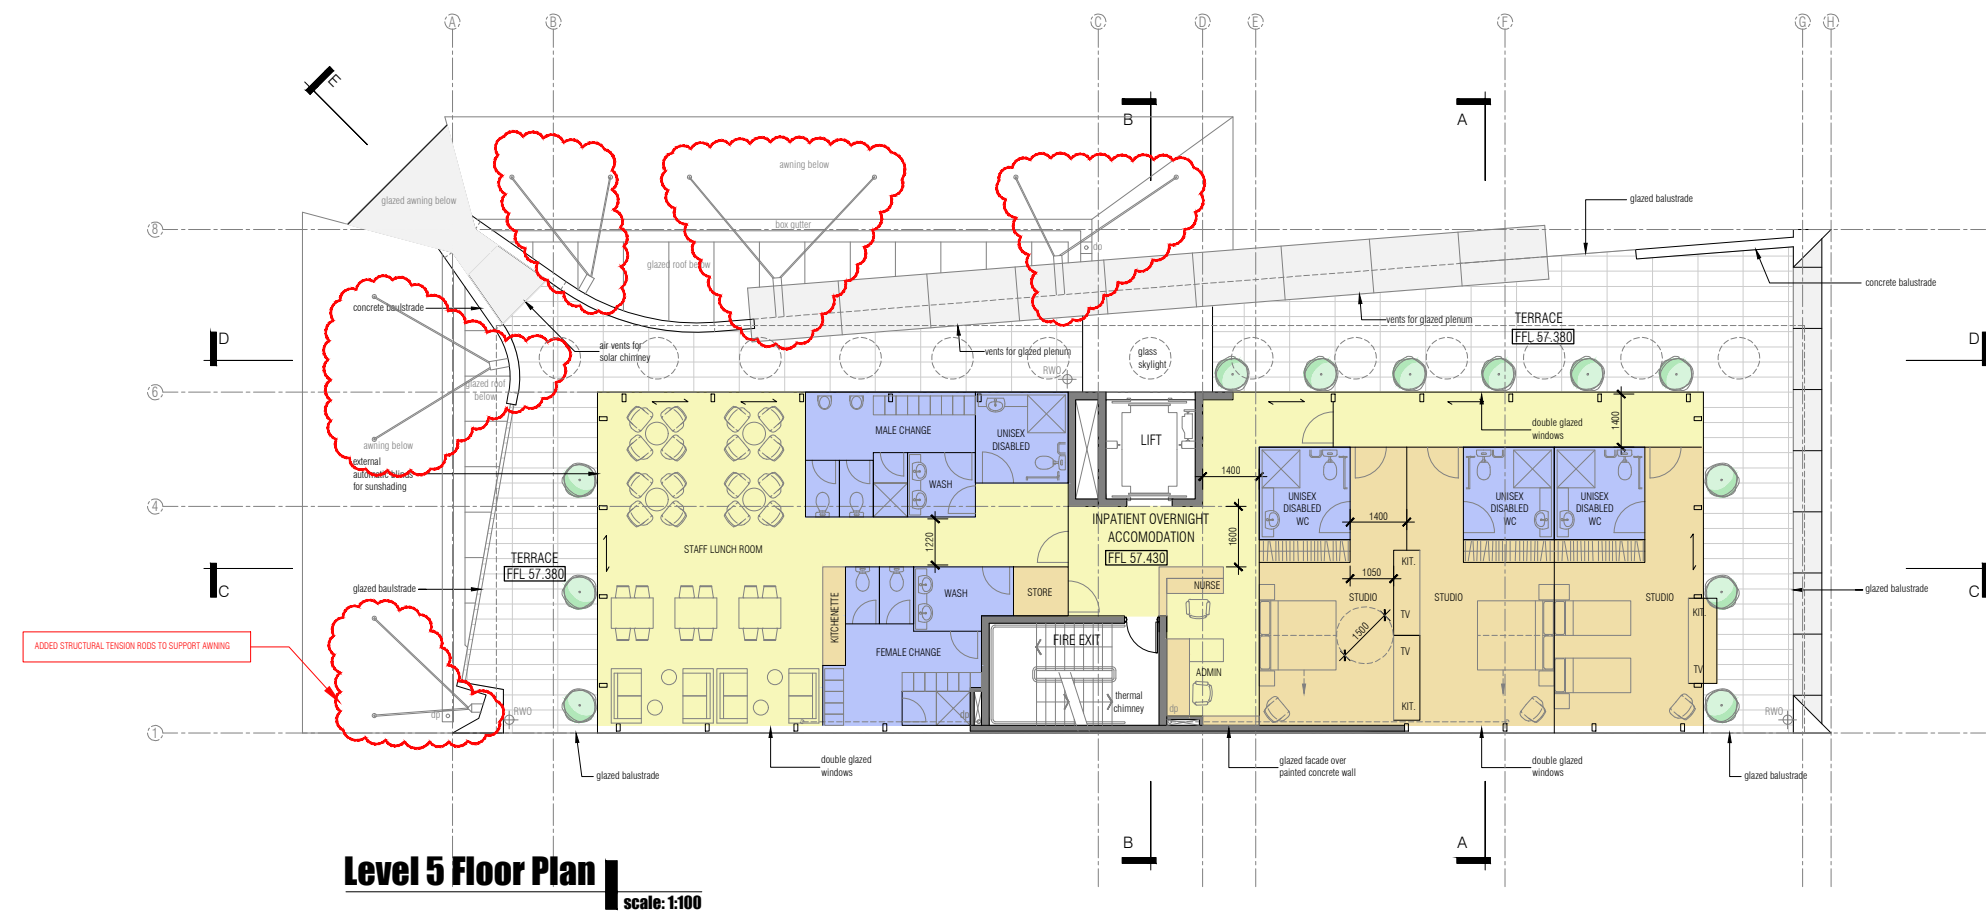 A
B
C
D
E
F
G
H
E
B
A
awning below
glazed awning below
glazed balustrade
8
box gutter
dp
glazed roof below
concrete balustrade
concrete baulstrade
vents for glazed plenum
TERRACE
FFL 57.380
D
D
air vents for
solar chimney
vents for glazed plenum
glass
skylight
RWO
glazed roof
below
6
MALE CHANGE
UNISEX
DISABLED
LIFT
double glazed
windows
1400
awning below
external
automatic blinds
for sunshading
WASH
1400
UNISEX
DISABLED
WC
UNISEX
DISABLED
WC
UNISEX
DISABLED
WC
4
INPATIENT OVERNIGHT
ACCOMODATION
FFL 57.430
1600
1400
1220
STAFF LUNCH ROOM
TERRACE
FFL 57.380
KIT.
1050
C
C
glazed baulstrade
KITCHENETTE
WASH
STORE
NURSE
STUDIO
STUDIO
STUDIO
glazed balustrade
TV
KIT.
1500
FIRE EXIT
ADDED STRUCTURAL TENSION RODS TO SUPPORT AWNING
FEMALE CHANGE
TV
ADMIN
TV
thermal
chimney
KIT.
dp
RWO
dp
dp
RWO
1
double glazed
windows
glazed facade over
painted concrete wall
double glazed
windows
glazed balustrade
glazed balustrade
B
A
Level 5 Floor Plan
scale: 1:100